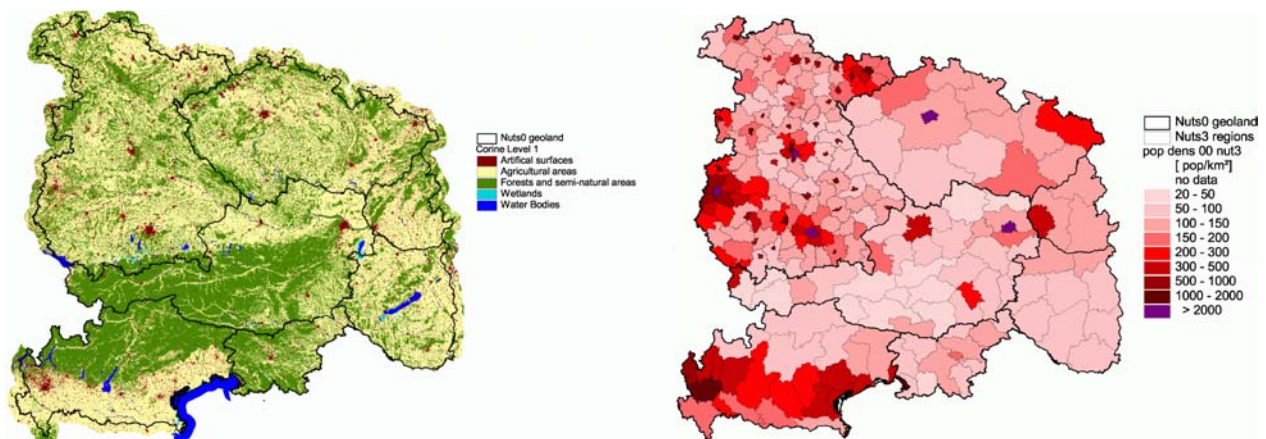 Nuts0 geoland
Corine Level 1
Artifical surfaces
Agricultural areas
Forests and semi-natural areas
Wetlands
Water Bodies
Nuts0 geoland
Nuts3 regions
pop dens 00 nut3
[ pop/km²]
no data
20 - 50
50 - 100
100 - 150
150 - 200
200 - 300
300 - 500
500 - 1000
1000 - 2000
> 2000